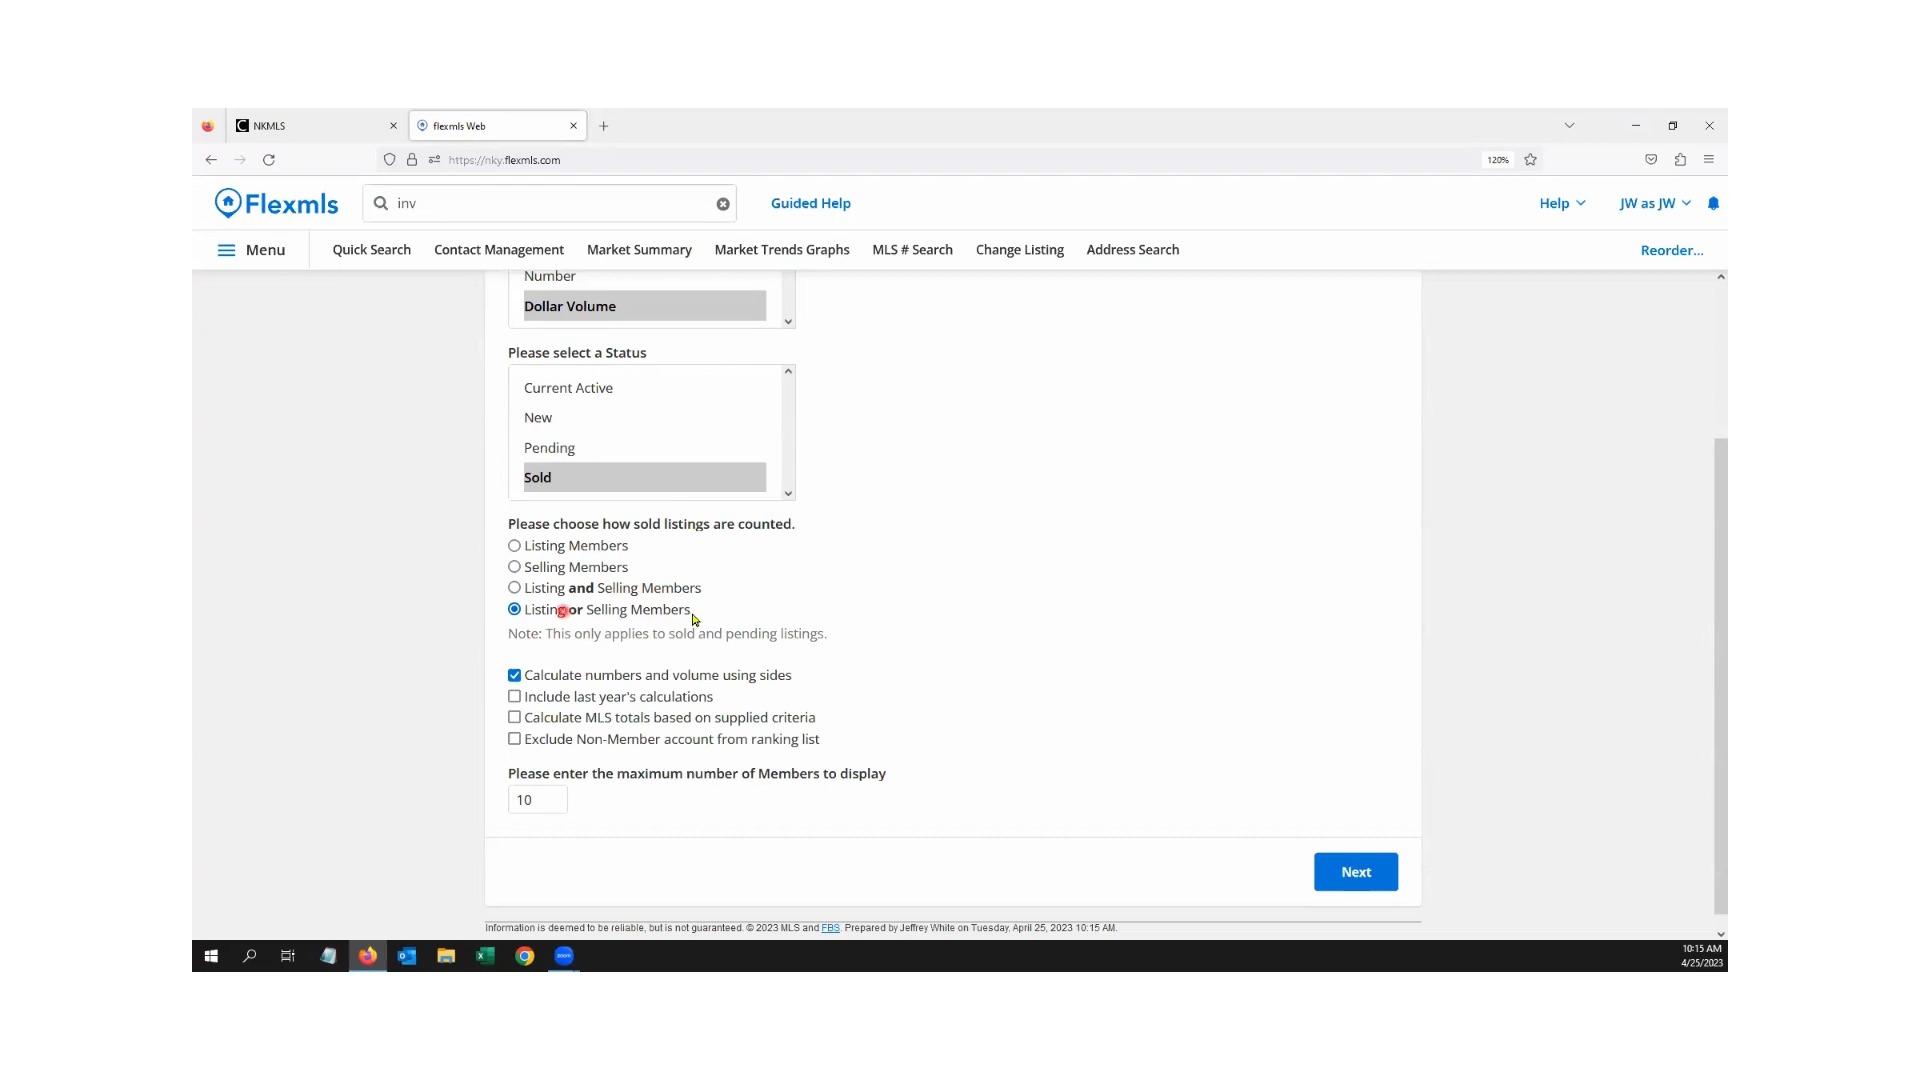 NKMLS
flexmls Web
https://nky.flexmls.com
120%
Flexmls
inv
Guided Help
Help
JW as JW
Menu
Quick Search
Contact Management
Market Summary
Market Trends Graphs
MLS # Search
Change Listing
Address Search
Reorder...
Number
Dollar Volume
Please select a Status
Current Active
New
Pending
Sold
Please choose how sold listings are counted.
Listing Members
Selling Members
Listing and Selling Members
Listing or Selling Members
Note: This only applies to sold and pending listings.
Calculate numbers and volume using sides
Include last year's calculations
Calculate MLS totals based on supplied criteria
Exclude Non-Member account from ranking list
Please enter the maximum number of Members to display
10
Next
Information is deemed to be reliable, but is not guaranteed. © 2023 MLS and FBS. Prepared by Jeffrey White on Tuesday, April 25, 2023 10:15 AM.
zoom
10:15 AM
4/25/2023